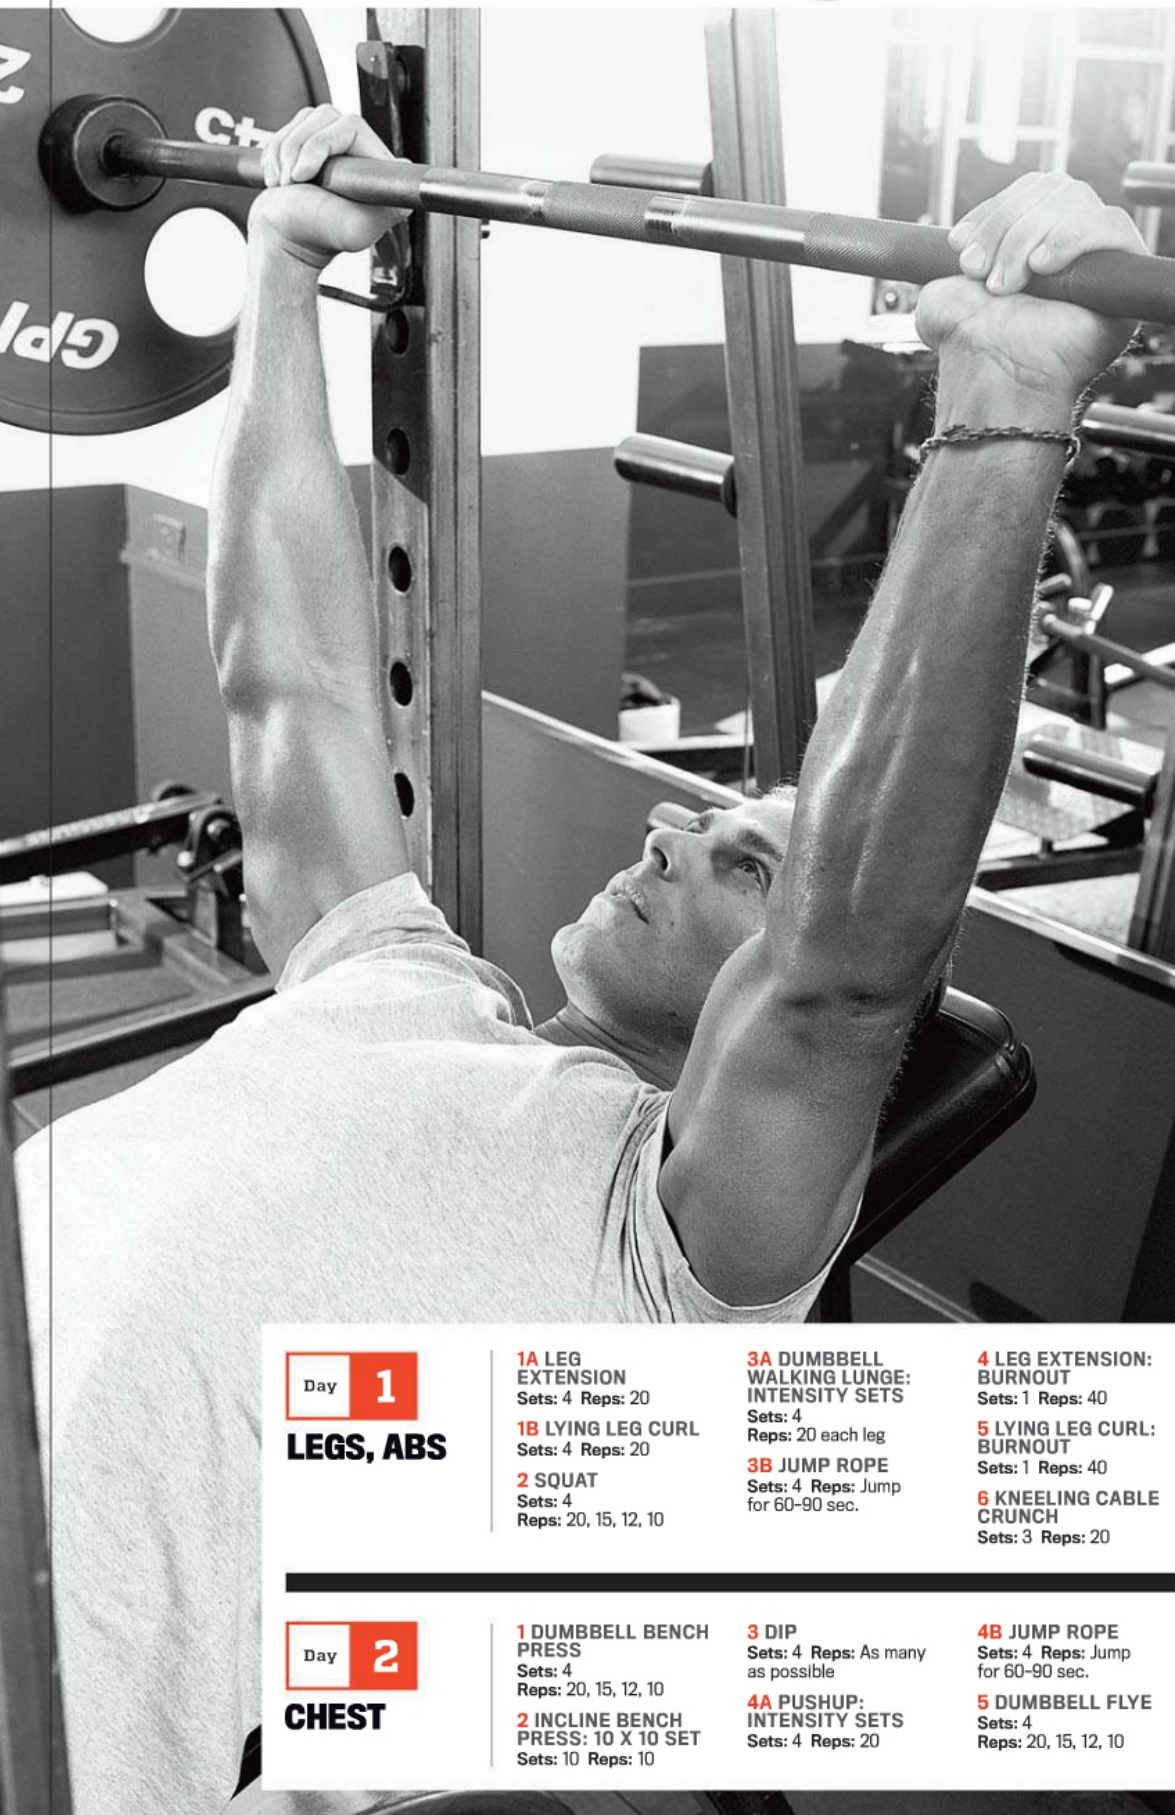 2
GPI
Day 1
LEGS, ABS
1A LEG
EXTENSION
Sets: 4 Reps: 20
1B LYING LEG CURL
Sets: 4 Reps: 20
2 SQUAT
Sets: 4
Reps: 20, 15, 12, 10
3A DUMBBELL
WALKING LUNGE:
INTENSITY SETS
Sets: 4
Reps: 20 each leg
3B JUMP ROPE
Sets: 4 Reps: Jump
for 60-90 sec.
4 LEG EXTENSION:
BURNOUT
Sets: 1 Reps: 40
5 LYING LEG CURL:
BURNOUT
Sets: 1 Reps: 40
6 KNEELING CABLE
CRUNCH
Sets: 3 Reps: 20
Day 2
CHEST
1 DUMBBELL BENCH
PRESS
Sets: 4
Reps: 20, 15, 12, 10
2 INCLINE BENCH
PRESS: 10 X 10 SET
Sets: 10 Reps: 10
3 DIP
Sets: 4 Reps: As many
as possible
4A PUSHUP:
INTENSITY SETS
Sets: 4 Reps: 20
4B JUMP ROPE
Sets: 4 Reps: Jump
for 60-90 sec.
5 DUMBBELL FLYE
Sets: 4
Reps: 20, 15, 12, 10